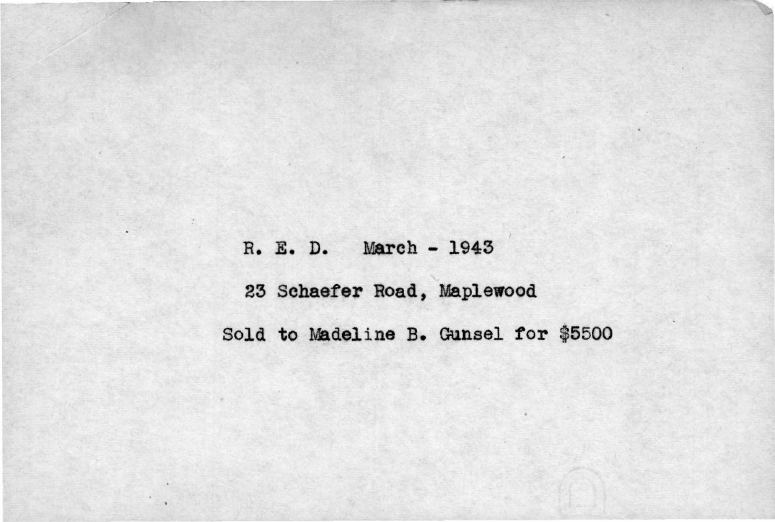 R. E. D. March - 1943
23 Schaefer Road, Maplewood
Sold to Madeline B. Gunsel for $5500